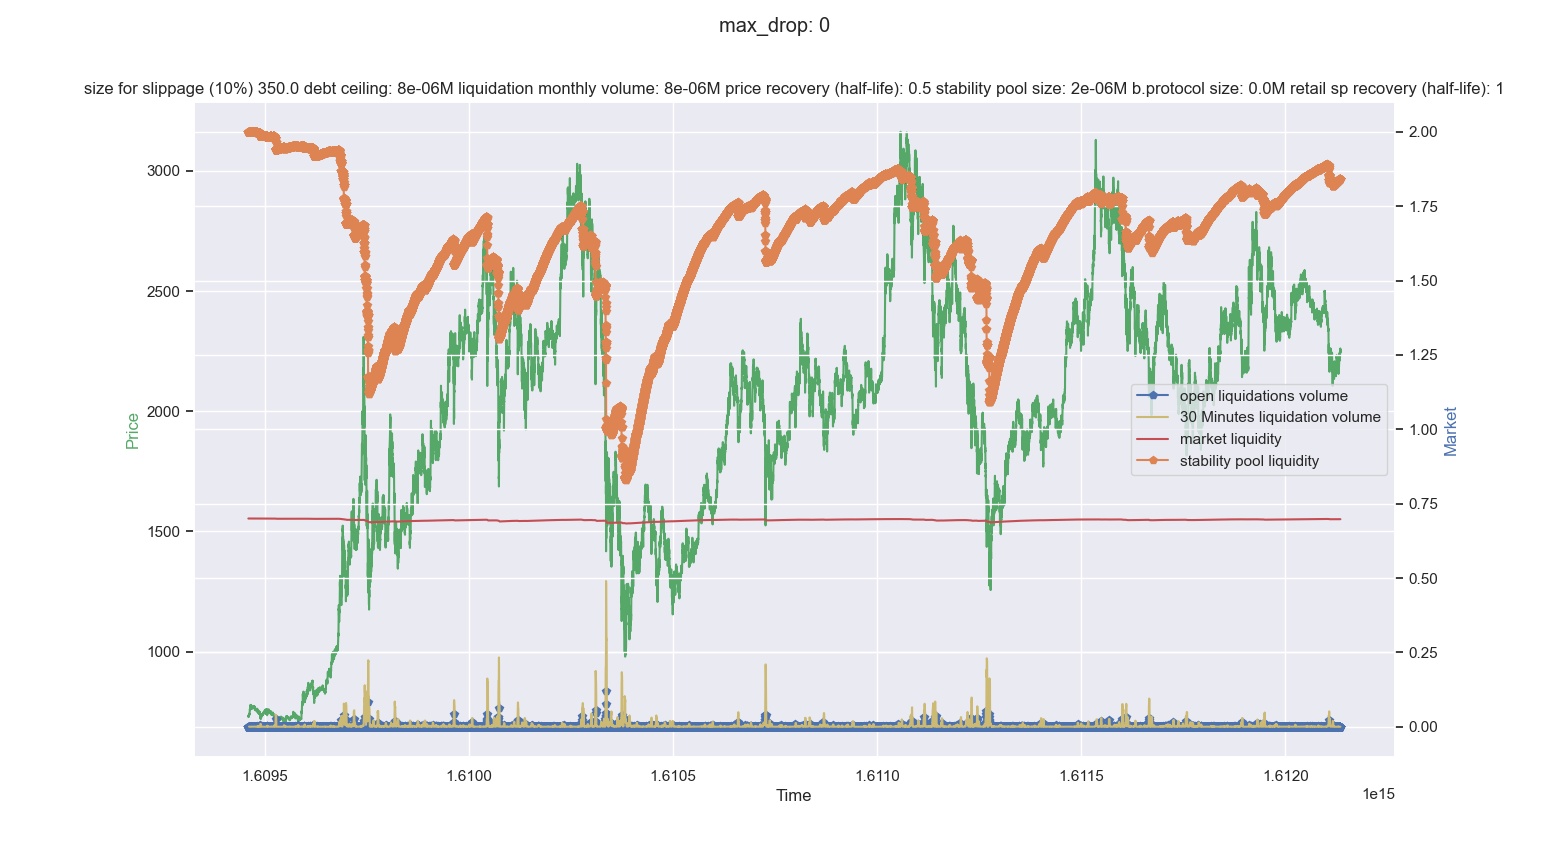 max_drop: 0
size for slippage (10%) 350.0 debt ceiling: 8e-06M liquidation monthly volume: 8e-06M price recovery (half-life): 0.5 stability pool size: 2e-06M b.protocol size: 0.0M retail sp recovery (half-life): 1
3000
2500
2000
1500
1000
Price
2.00
1.75
1.50
1.25
1.00
0.75
0.50
0.25
0.00
Market
open liquidations volume
30 Minutes liquidation volume
market liquidity
stability pool liquidity
1.6095
1.6100
1.6105
1.6110
1.6115
1.6120
Time
1e15